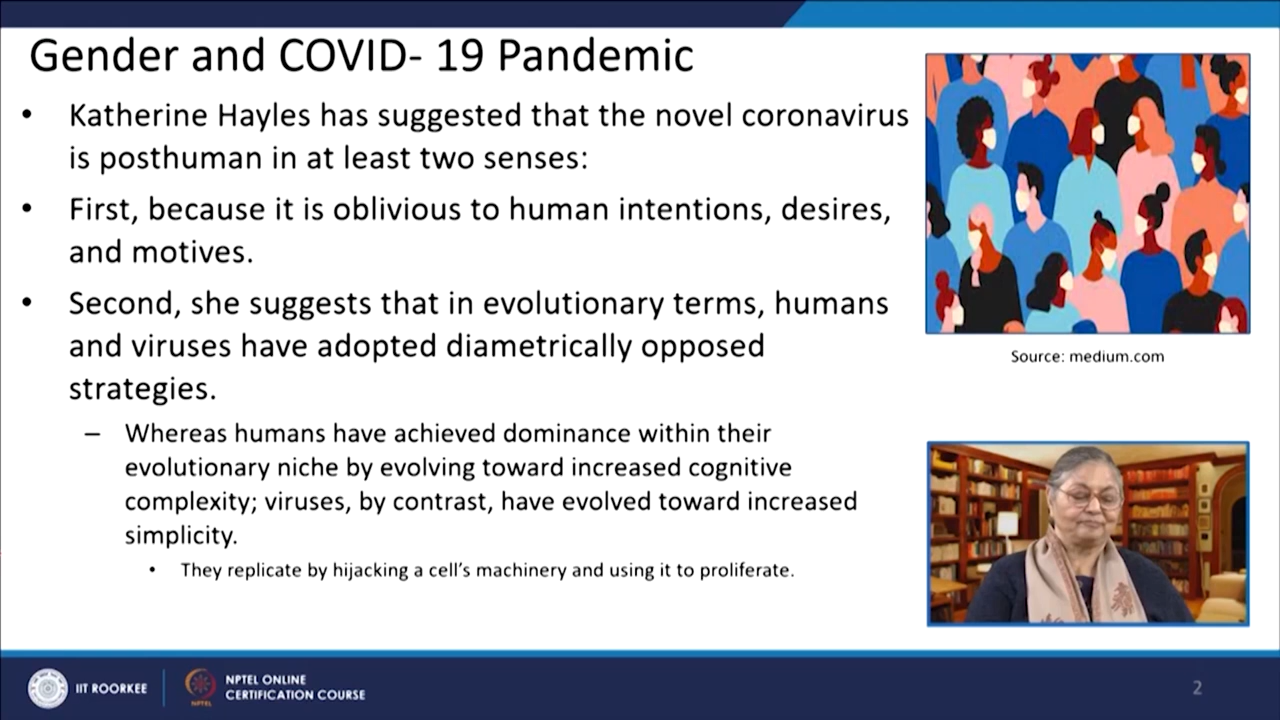 Gender and COVID- 19 Pandemic
• Katherine Hayles has suggested that the novel coronavirus
is posthuman in at least two senses:
• First, because it is oblivious to human intentions, desires,
and motives.
• Second, she suggests that in evolutionary terms, humans
and viruses have adopted diametrically opposed
strategies.
– Whereas humans have achieved dominance within their
evolutionary niche by evolving toward increased cognitive
complexity; viruses, by contrast, have evolved toward increased
simplicity.
• They replicate by hijacking a cell’s machinery and using it to proliferate.
Source: medium.com
IIT ROORKEE
NPTEL
NPTEL ONLINE
CERTIFICATION COURSE
2